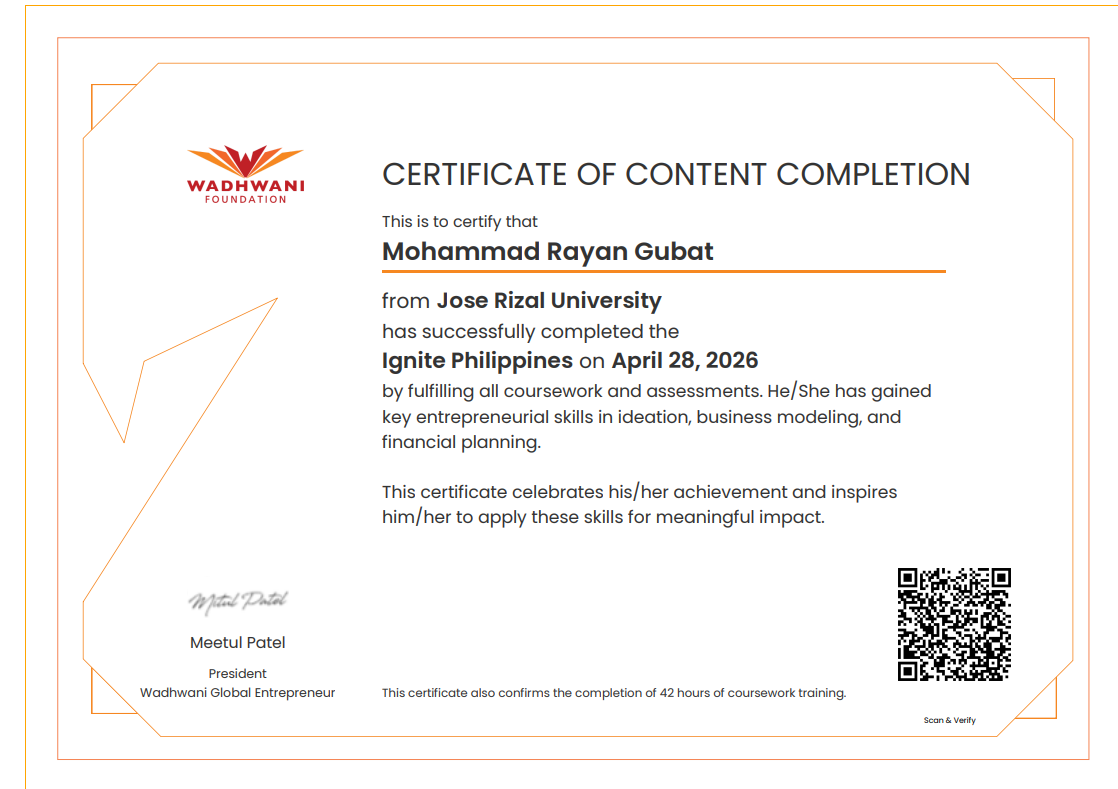 WADHWANI
FOUNDATION
CERTIFICATE OF CONTENT COMPLETION
This is to certify that
Mohammad Rayan Gubat
from Jose Rizal University
has successfully completed the
Ignite Philippines on April 28, 2026
by fulfilling all coursework and assessments. He/She has gained
key entrepreneurial skills in ideation, business modeling, and
financial planning.
This certificate celebrates his/her achievement and inspires
him/her to apply these skills for meaningful impact.
Mitul Patel
Meetul Patel
President
Wadhwani Global Entrepreneur
This certificate also confirms the completion of 42 hours of coursework training.
Scan & Verify